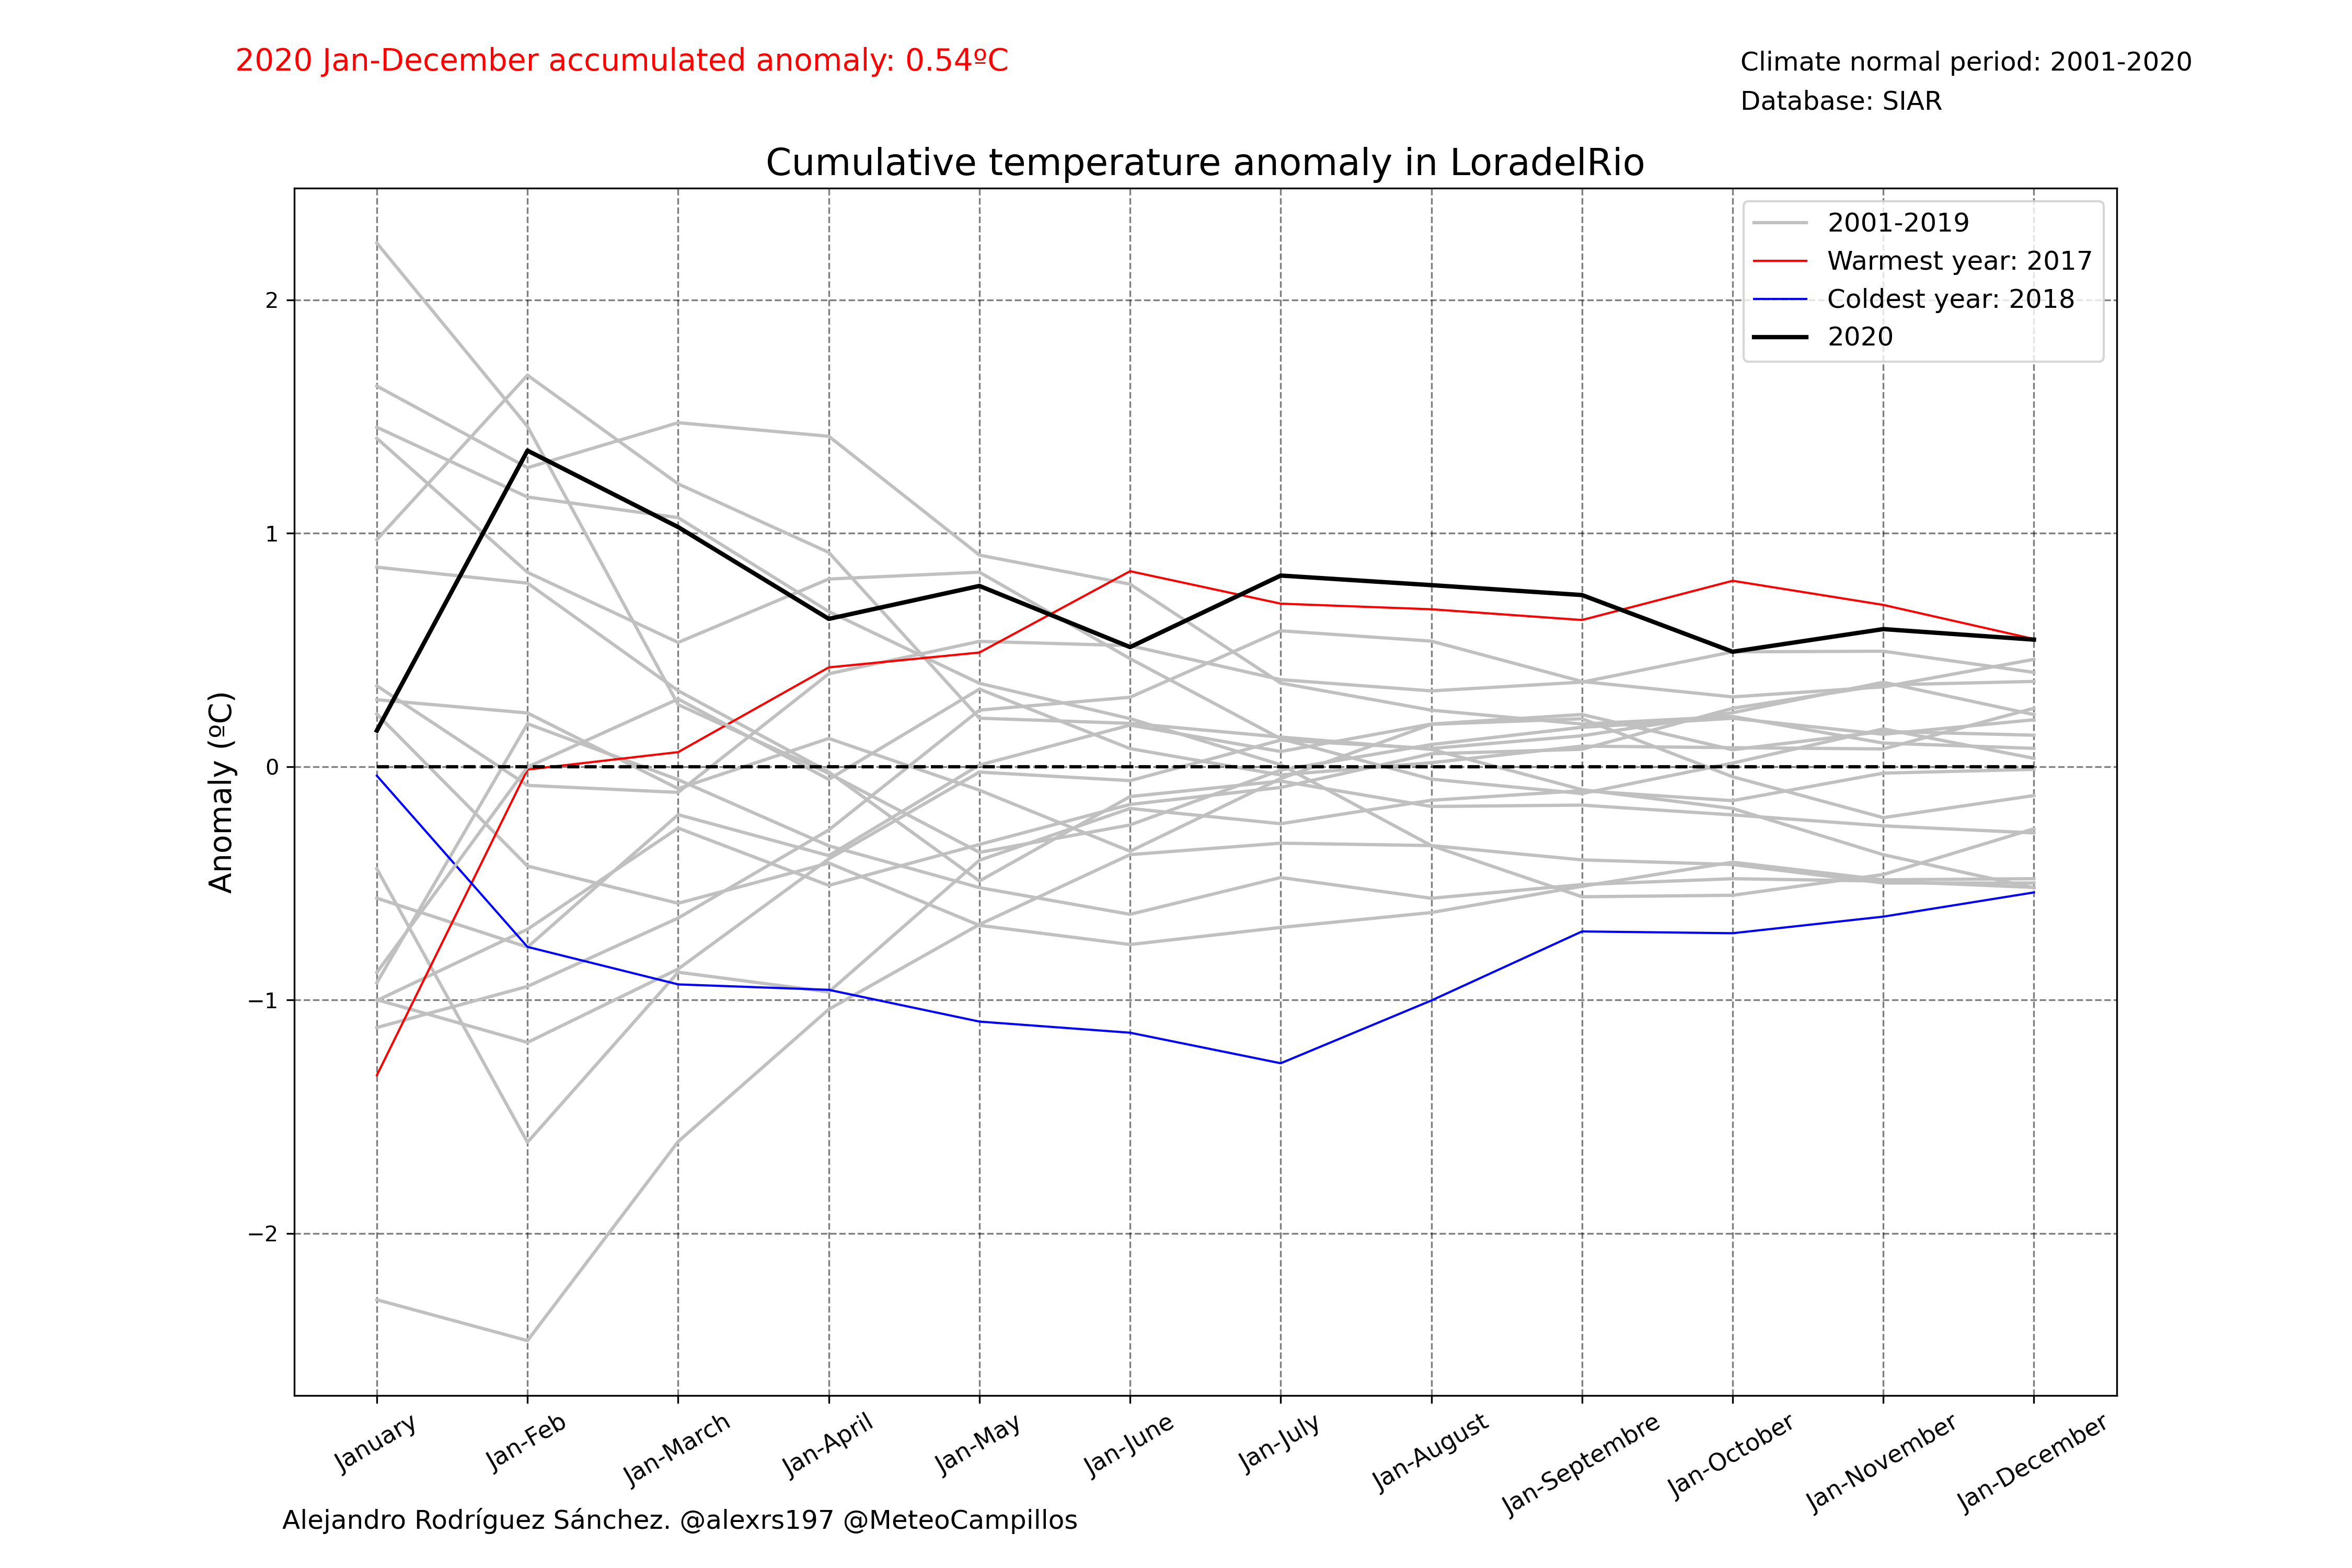 2020 Jan-December accumulated anomaly: 0.54ºC
Climate normal period: 2001-2020
Database: SIAR
Cumulative temperature anomaly in LoradelRio
2001-2019
Warmest year: 2017
Coldest year: 2018
2020
Anomaly (ºC)
2
1
0
−1
−2
January
Jan-Feb
Jan-March
Jan-April
Jan-May
Jan-June
Jan-July
Jan-August
Jan-Septembre
Jan-October
Jan-November
Jan-December
Alejandro Rodríguez Sánchez. @alexrs197 @MeteoCampillos